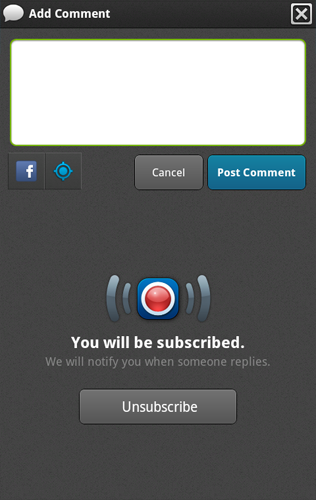 Add Comment
Cancel
Post Comment
You will be subscribed.
We will notify you when someone replies.
Unsubscribe